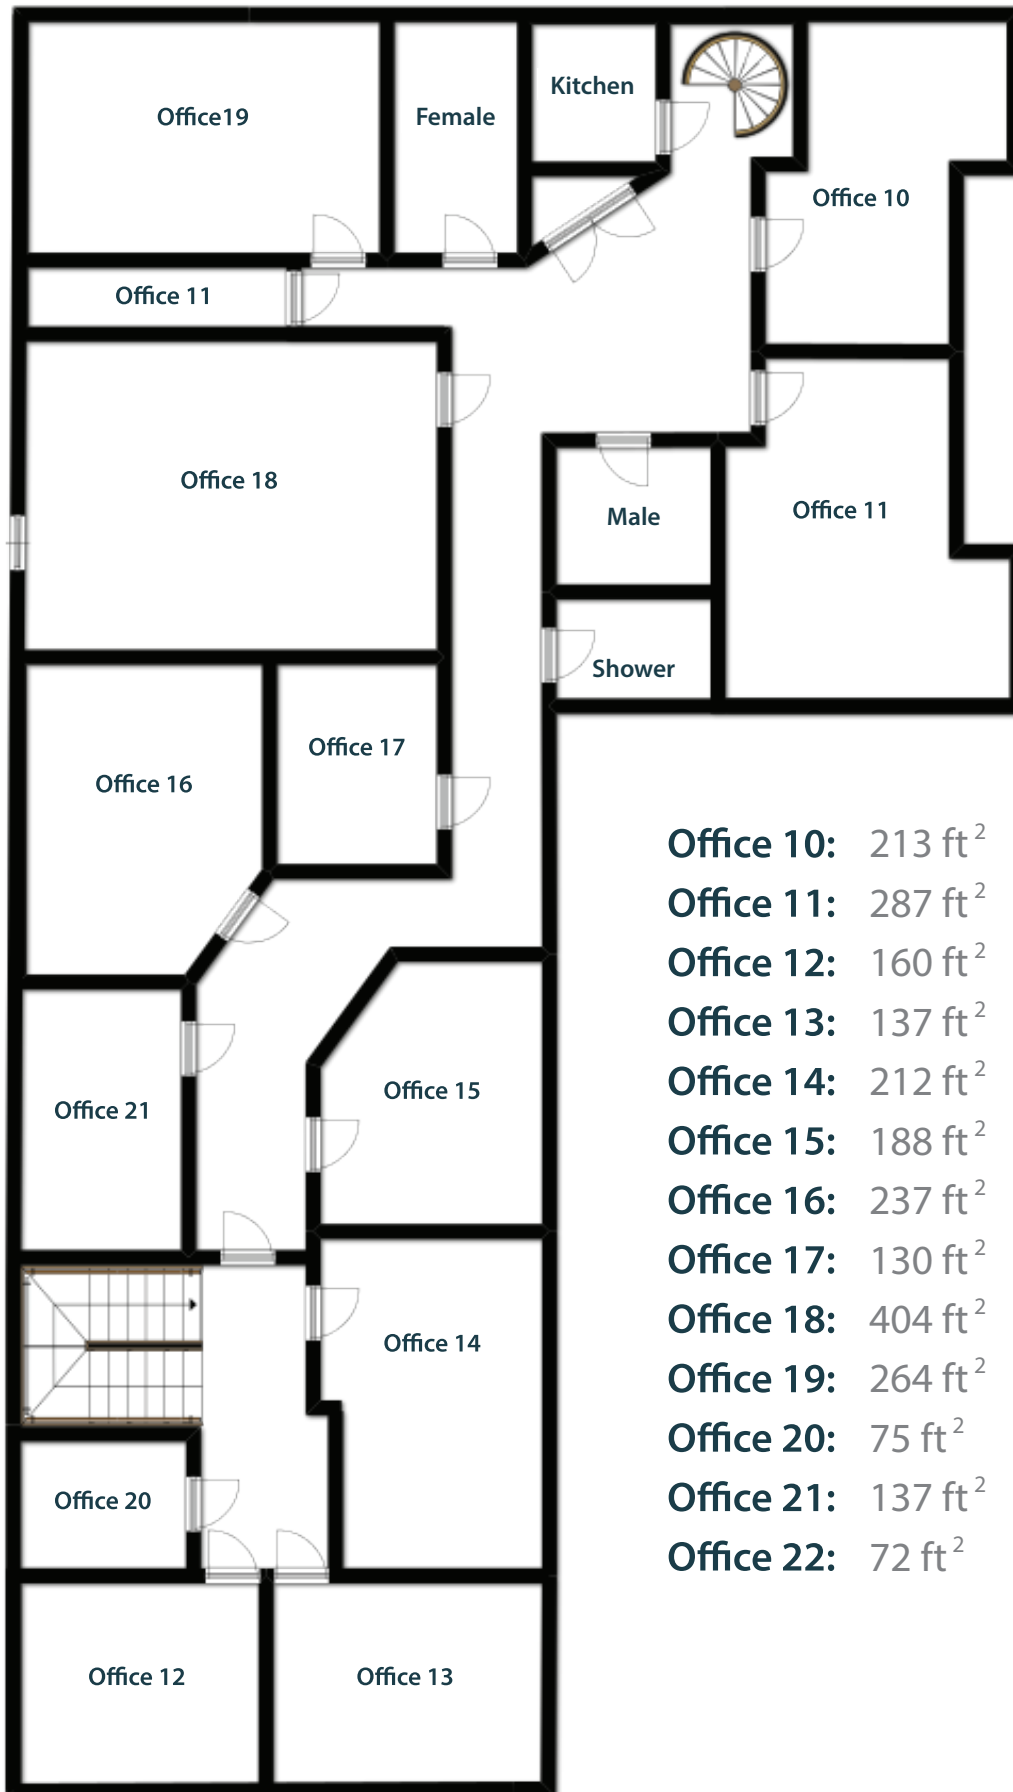 Office19
Female
Kitchen
Office 10
Office 11
Office 18
Male
Office 11
Shower
Office 17
Office 16
Office 15
Office 21
Office 14
Office 20
Office 12
Office 13
Office 10: 213 ft²
Office 11: 287 ft²
Office 12: 160 ft²
Office 13: 137 ft²
Office 14: 212 ft²
Office 15: 188 ft²
Office 16: 237 ft²
Office 17: 130 ft²
Office 18: 404 ft²
Office 19: 264 ft²
Office 20: 75 ft²
Office 21: 137 ft²
Office 22: 72 ft²